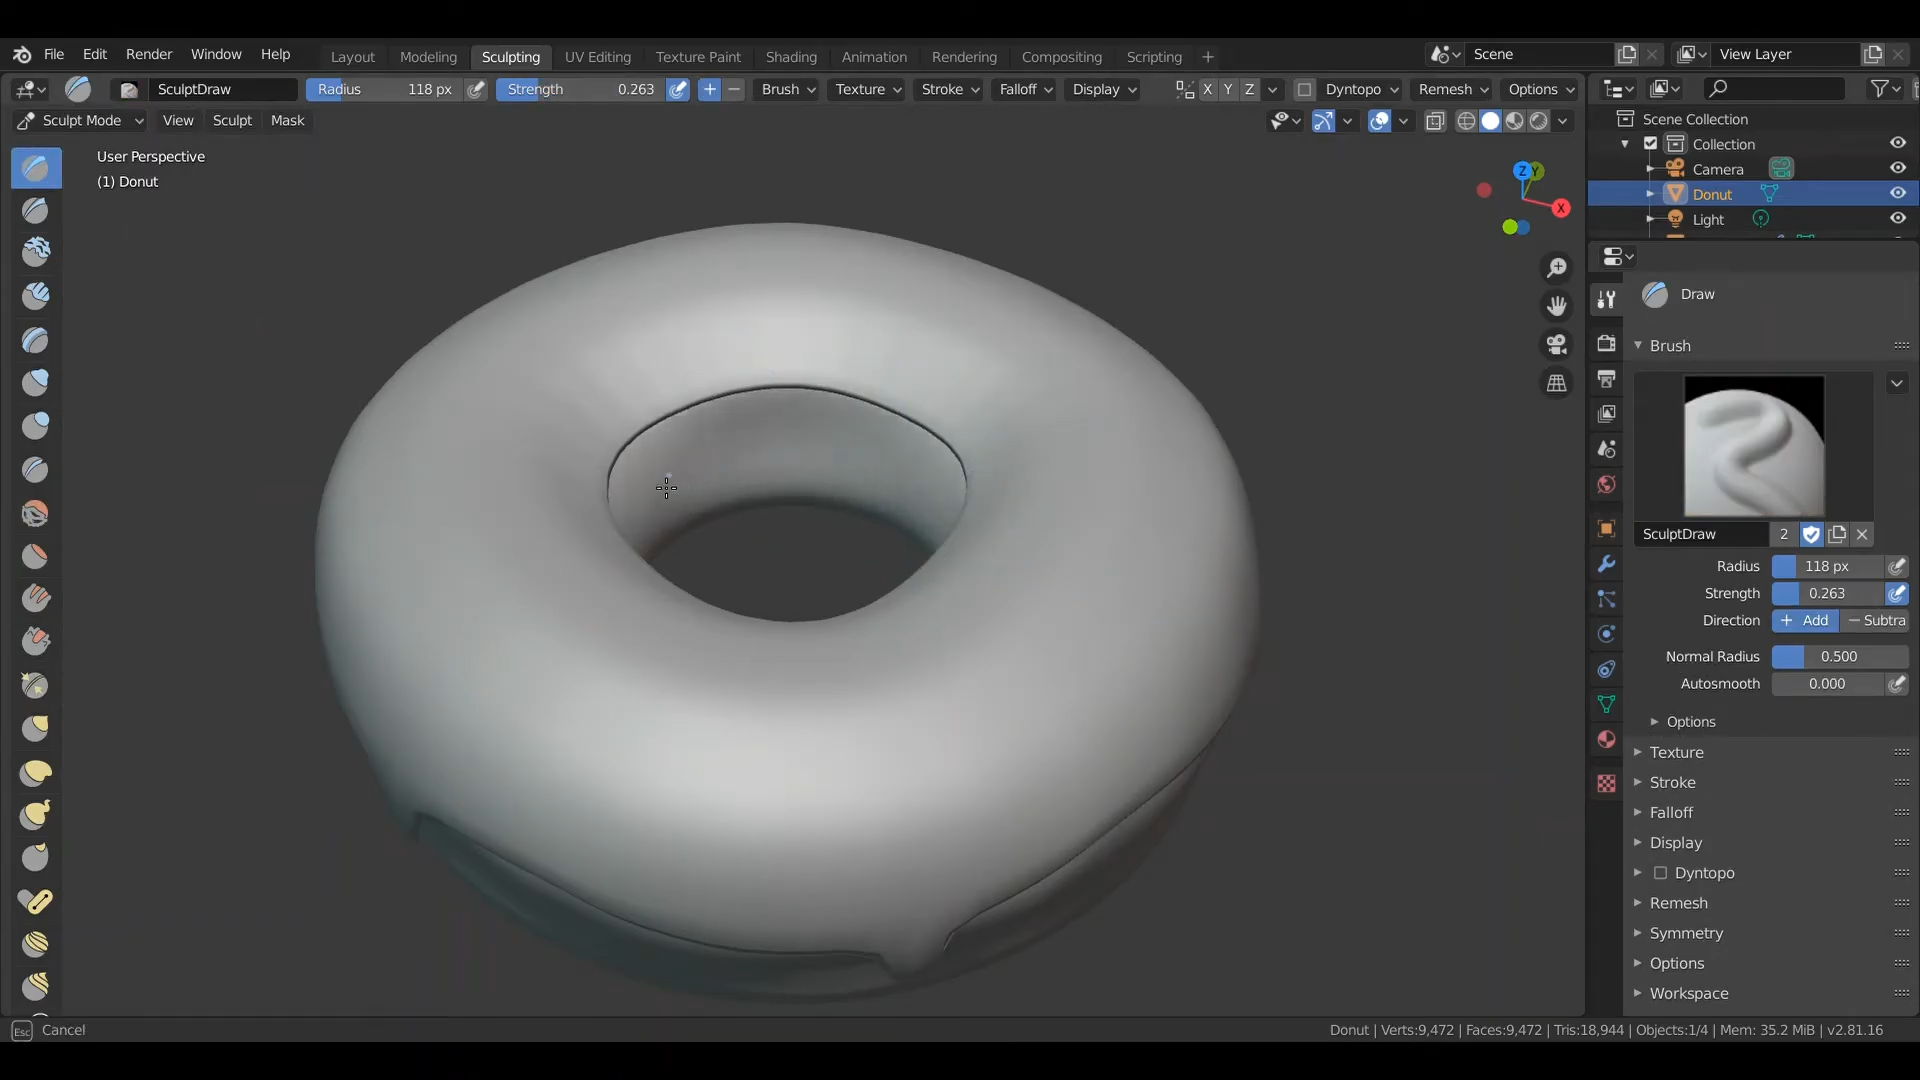 File Edit Render Window Help Layout Modeling Sculpting UV Editing Texture Paint Shading Animation Rendering Compositing Scripting + Scene View Layer
SculptDraw Radius 118 px Strength 0.263 + − Brush Texture Stroke Falloff Display X Y Z Dyntopo Remesh Options
Sculpt Mode View Sculpt Mask
Scene Collection
Collection
Camera
Donut
Light
User Perspective
(1) Donut
Z Y
X
Draw
Brush
SculptDraw 2
Radius 118 px
Strength 0.263
Direction + Add − Subtra
Normal Radius 0.500
Autosmooth 0.000
Options
Texture
Stroke
Falloff
Display
Dyntopo
Remesh
Symmetry
Options
Workspace
Esc Cancel
Donut | Verts:9,472 | Faces:9,472 | Tris:18,944 | Objects:1/4 | Mem: 35.2 MiB | v2.81.16